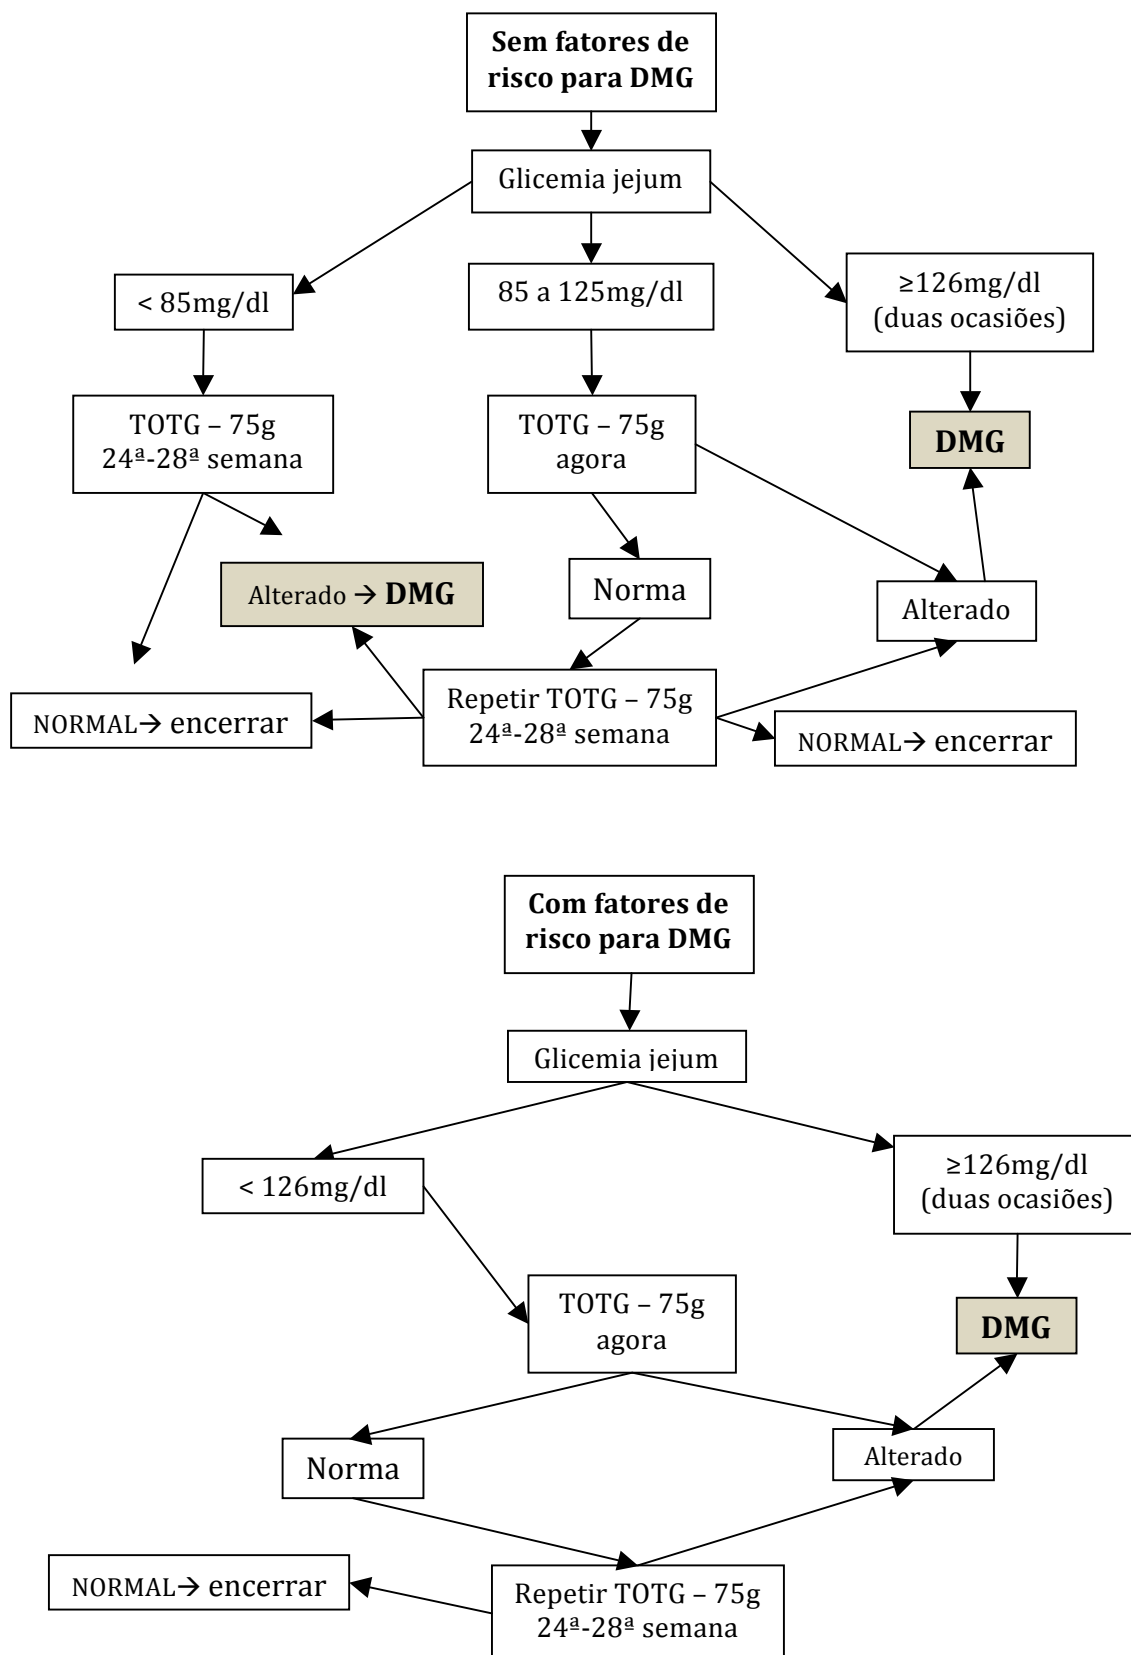 Sem fatores de
risco para DMG
Glicemia jejum
< 85mg/dl
85 a 125mg/dl
≥126mg/dl
(duas ocasiões)
TOTG – 75g
24ª-28ª semana
TOTG – 75g
agora
DMG
Alterado → DMG
Norma
Alterado
NORMAL→ encerrar
Repetir TOTG – 75g
24ª-28ª semana
NORMAL→ encerrar
Com fatores de
risco para DMG
Glicemia jejum
< 126mg/dl
≥126mg/dl
(duas ocasiões)
TOTG – 75g
agora
DMG
Norma
Alterado
NORMAL→ encerrar
Repetir TOTG – 75g
24ª-28ª semana